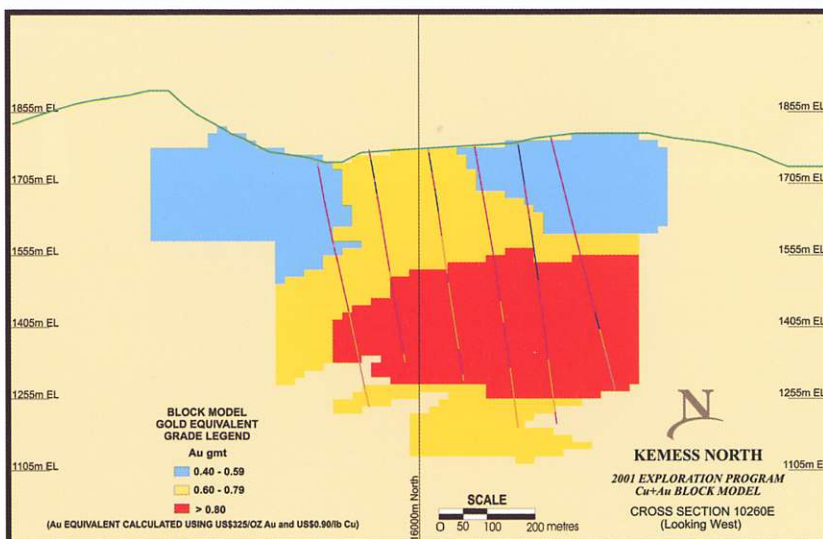 1855m EL
1855m EL
1705m EL
1705m EL
1555m EL
1555m EL
1405m EL
1405m EL
1255m EL
1255m EL
1105m EL
1105m EL
BLOCK MODEL
GOLD EQUIVALENT
GRADE LEGEND
Au gmt
0.40 - 0.59
0.60 - 0.79
> 0.80
(Au EQUIVALENT CALCULATED USING US$325/OZ Au and US$0.90/lb Cu)
16000m North
SCALE
0 50 100 200 metres
N
KEMESS NORTH
2001 EXPLORATION PROGRAM
Cu+Au BLOCK MODEL
CROSS SECTION 10260E
(Looking West)